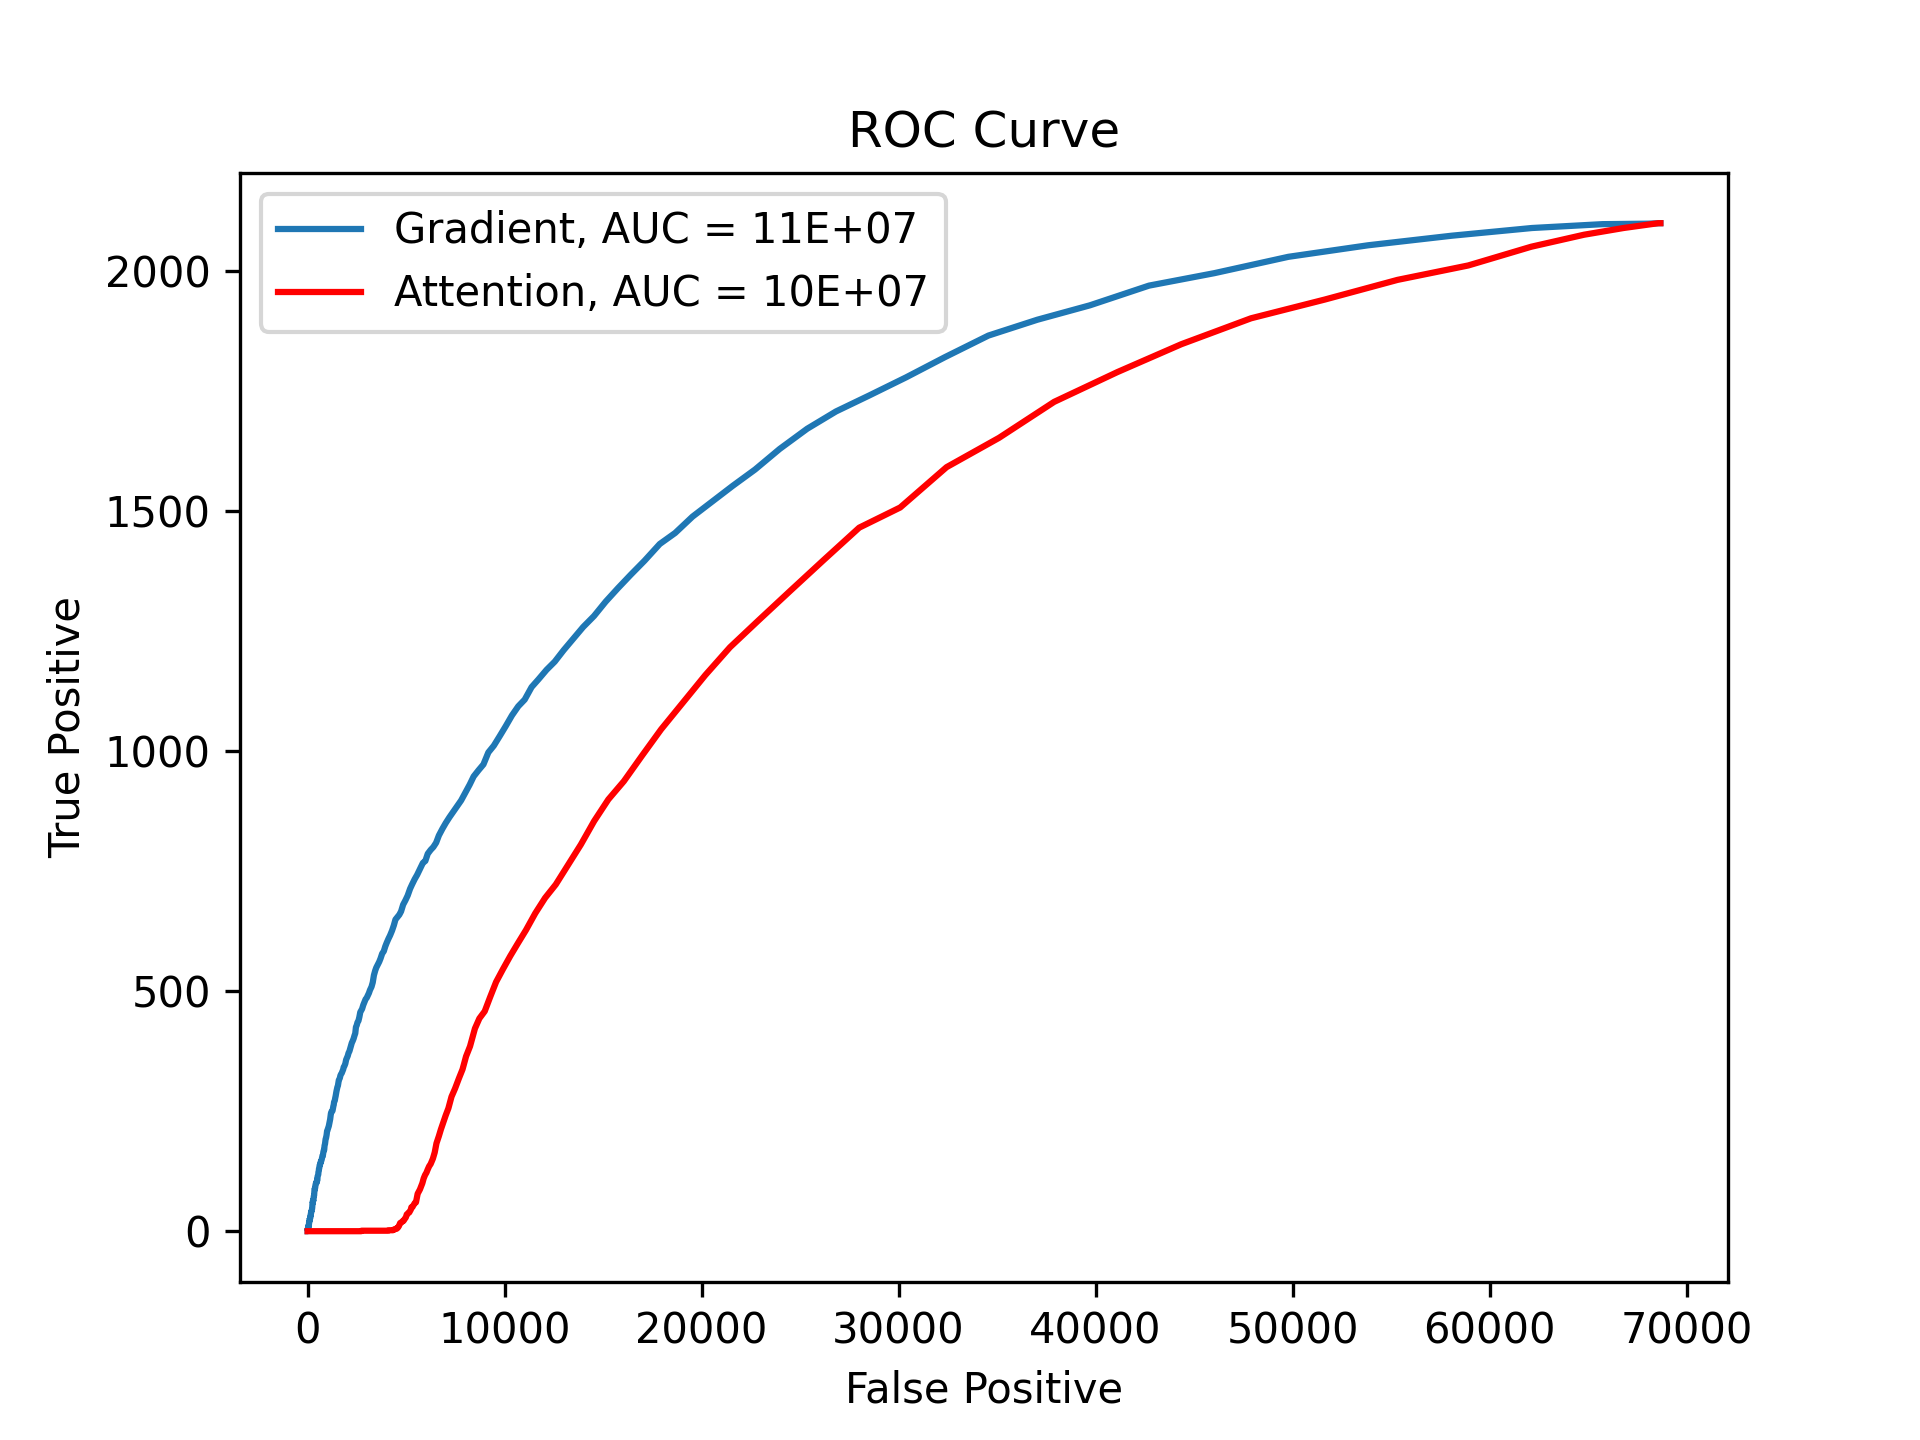 ROC Curve
Gradient, AUC = 11E+07
Attention, AUC = 10E+07
True Positive
2000
1500
1000
500
0
0 10000 20000 30000 40000 50000 60000 70000
False Positive